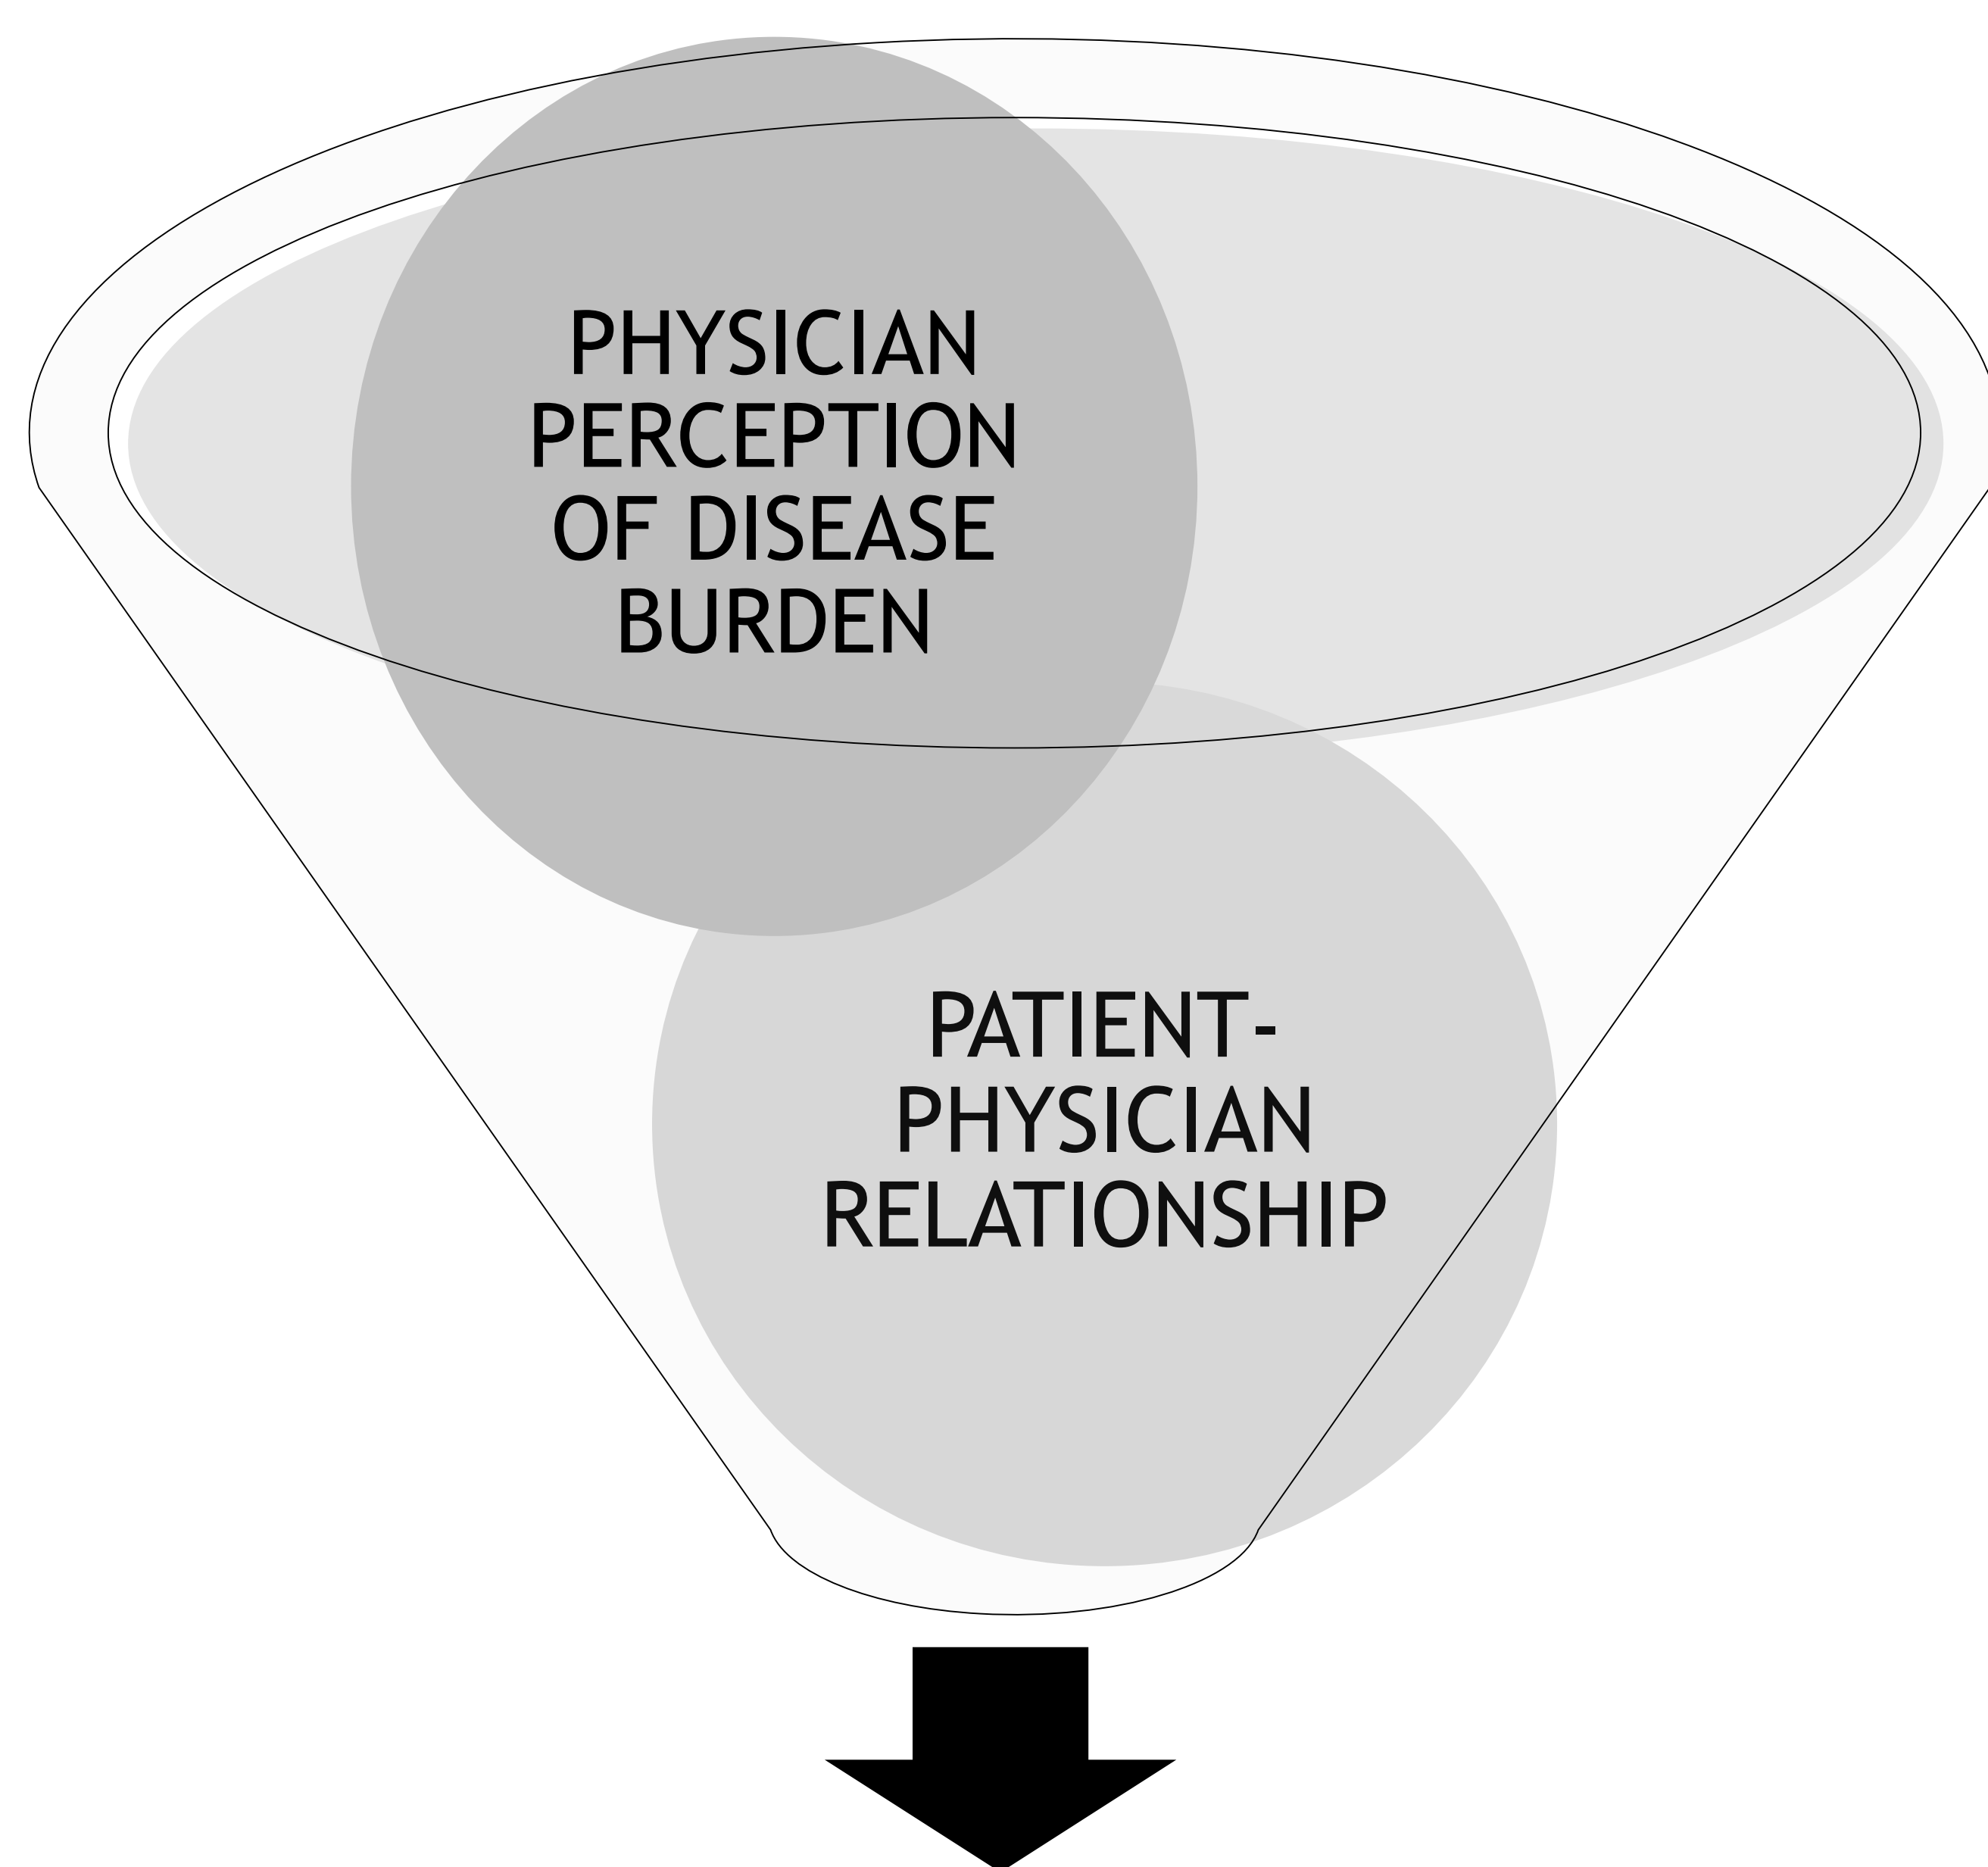 PHYSICIAN
PERCEPTION
OF DISEASE
BURDEN
PATIENT-
PHYSICIAN
RELATIONSHIP